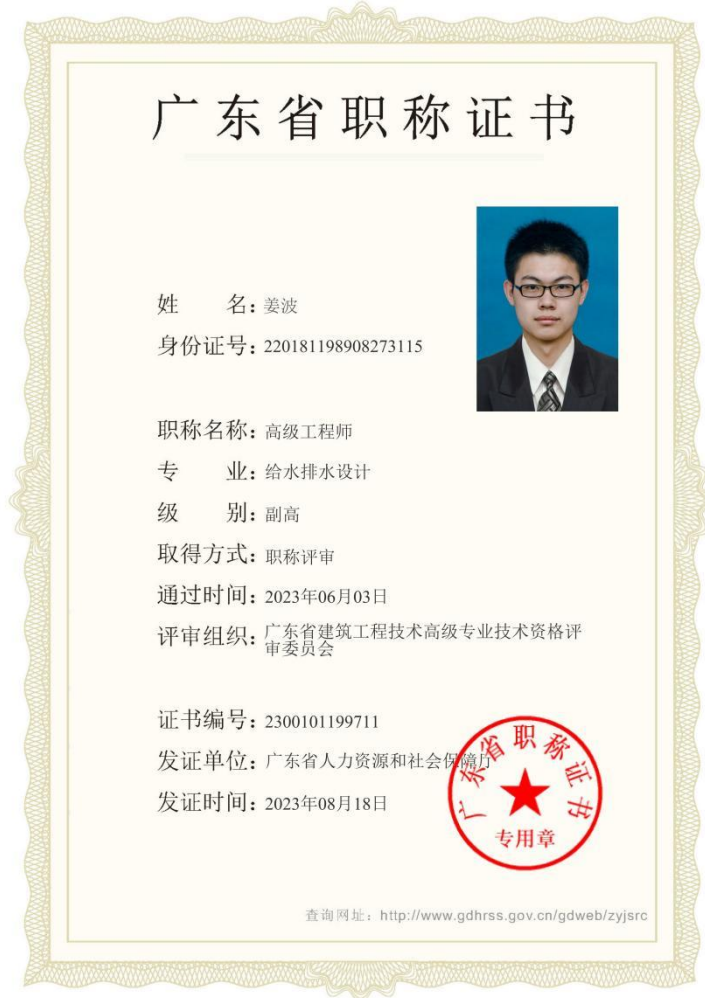 广东省职称证书
姓 名：姜波
身份证号：220181198908273115
职称名称：高级工程师
专 业：给水排水设计
级 别：副高
取得方式：职称评审
通过时间：2023年06月03日
评审组织：广东省建筑工程技术高级专业技术资格评
审委员会
证书编号：2300101199711
发证单位：广东省人力资源和社会保障厅
发证时间：2023年08月18日
广东省职称证书
专用章
查询网址：http://www.gdhrss.gov.cn/gdweb/zyjsrc